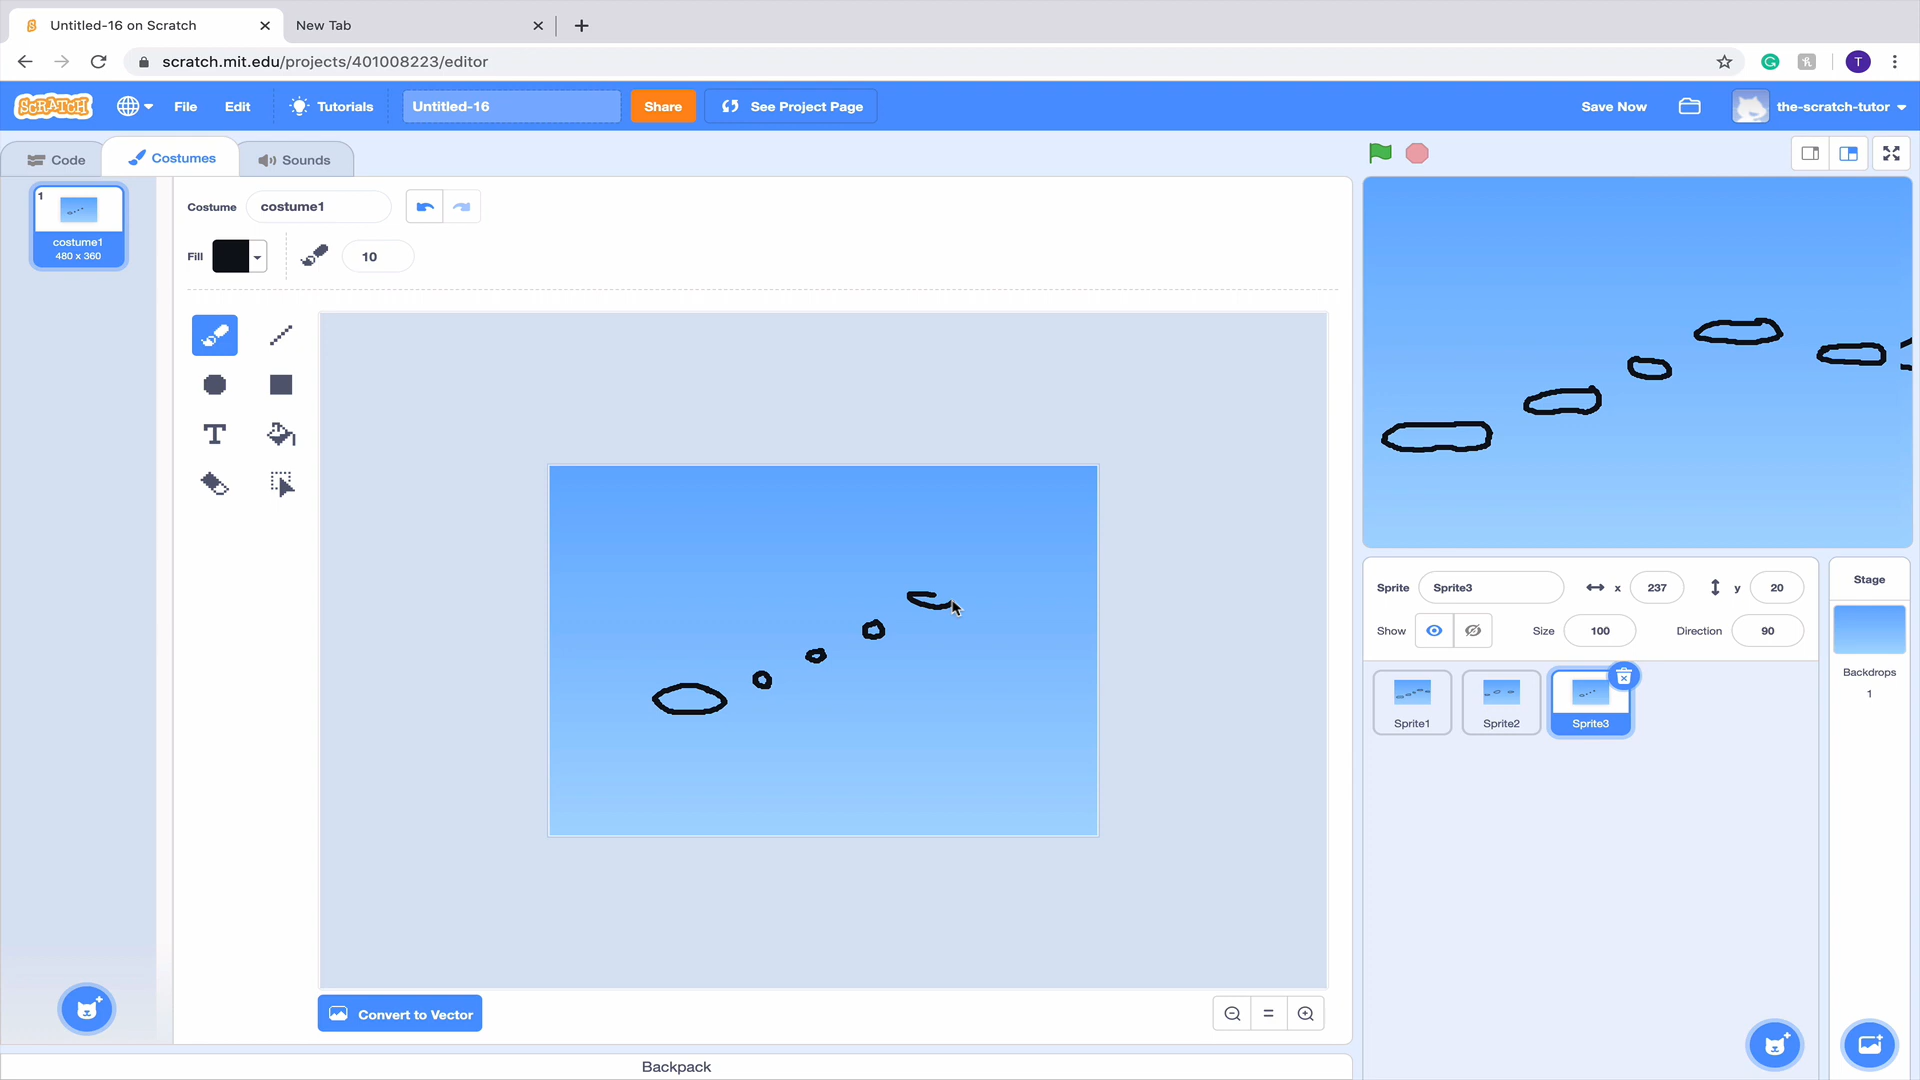 Untitled-16 on Scratch
New Tab
scratch.mit.edu/projects/401008223/editor
T
SCRATCH
File
Edit
Tutorials
Untitled-16
Share
See Project Page
Save Now
the-scratch-tutor
Code
Costumes
Sounds
1
costume1
480 x 360
Costume
costume1
Fill
10
T
Convert to Vector
=
Backpack
Sprite
Sprite3
x
237
y
20
Show
Size
100
Direction
90
Sprite1
Sprite2
Sprite3
Stage
Backdrops
1